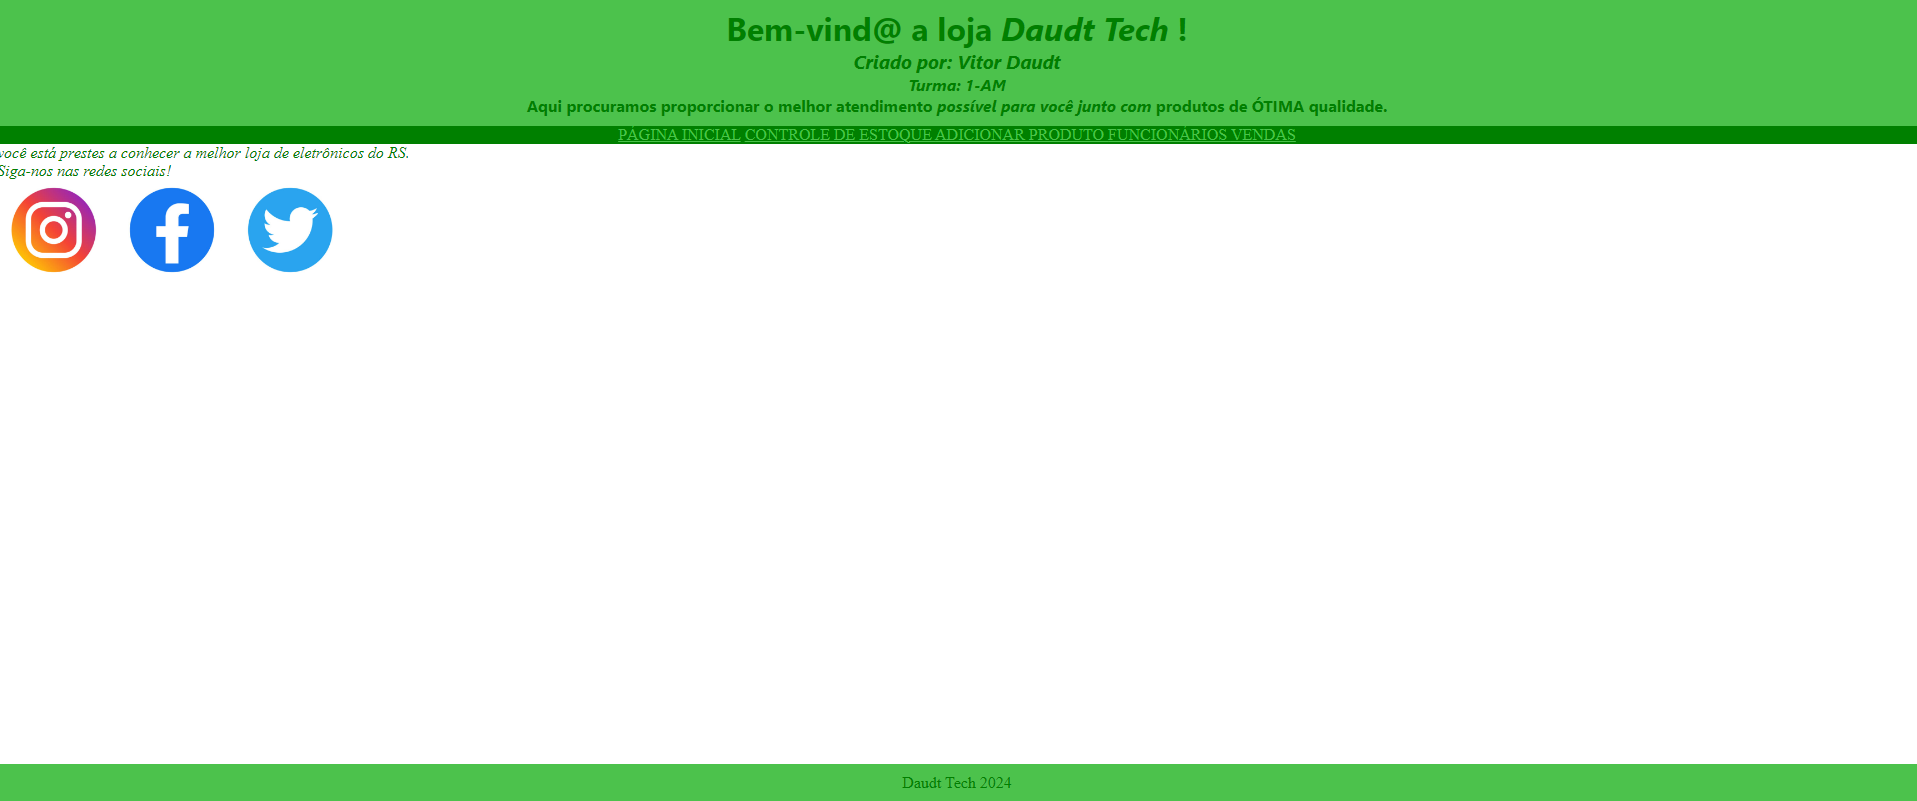 Bem-vind@ a loja Daudt Tech !
Criado por: Vitor Daudt
Turma: 1-AM
Aqui procuramos proporcionar o melhor atendimento possível para você junto com produtos de ÓTIMA qualidade.
PÁGINA INICIAL CONTROLE DE ESTOQUE ADICIONAR PRODUTO FUNCIONÁRIOS VENDAS
você está prestes a conhecer a melhor loja de eletrônicos do RS.
Siga-nos nas redes sociais!
Daudt Tech 2024